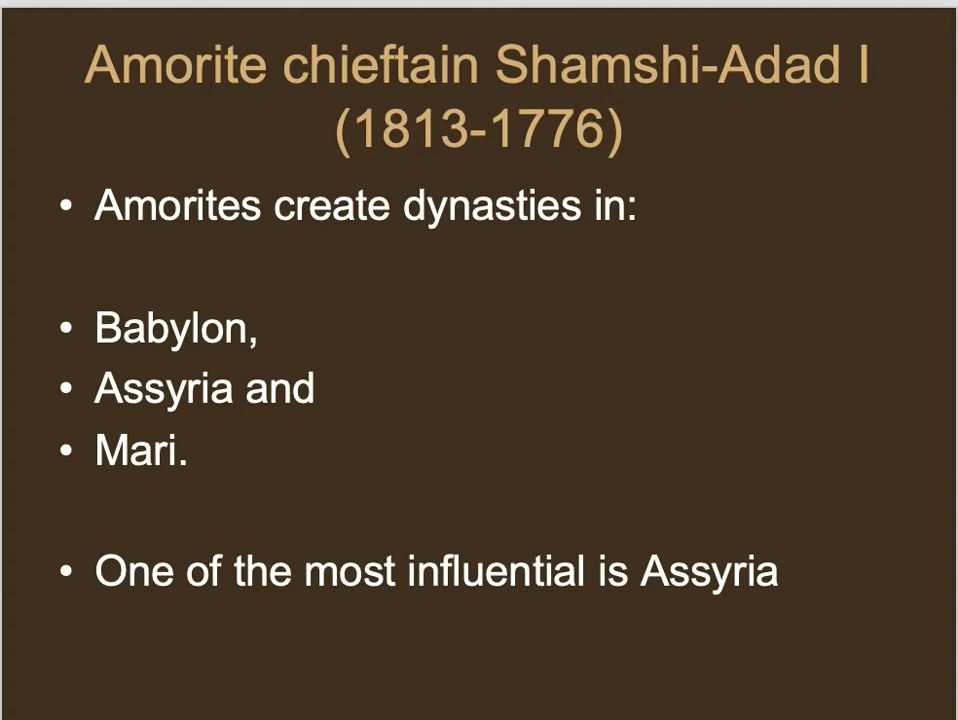 Amorite chieftain Shamshi-Adad I
(1813-1776)
• Amorites create dynasties in:
• Babylon,
• Assyria and
• Mari.
• One of the most influential is Assyria